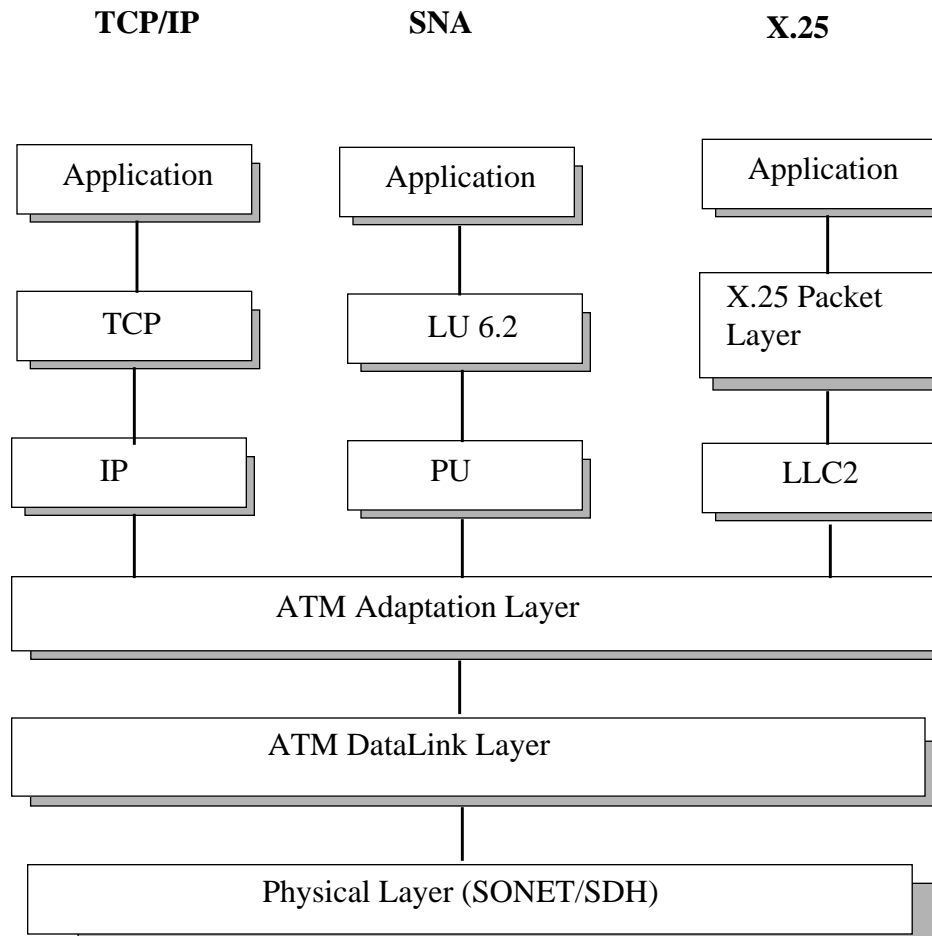 TCP/IP SNA X.25
Application Application Application
TCP LU 6.2 X.25 Packet
Layer
IP PU LLC2
ATM Adaptation Layer
ATM DataLink Layer
Physical Layer (SONET/SDH)